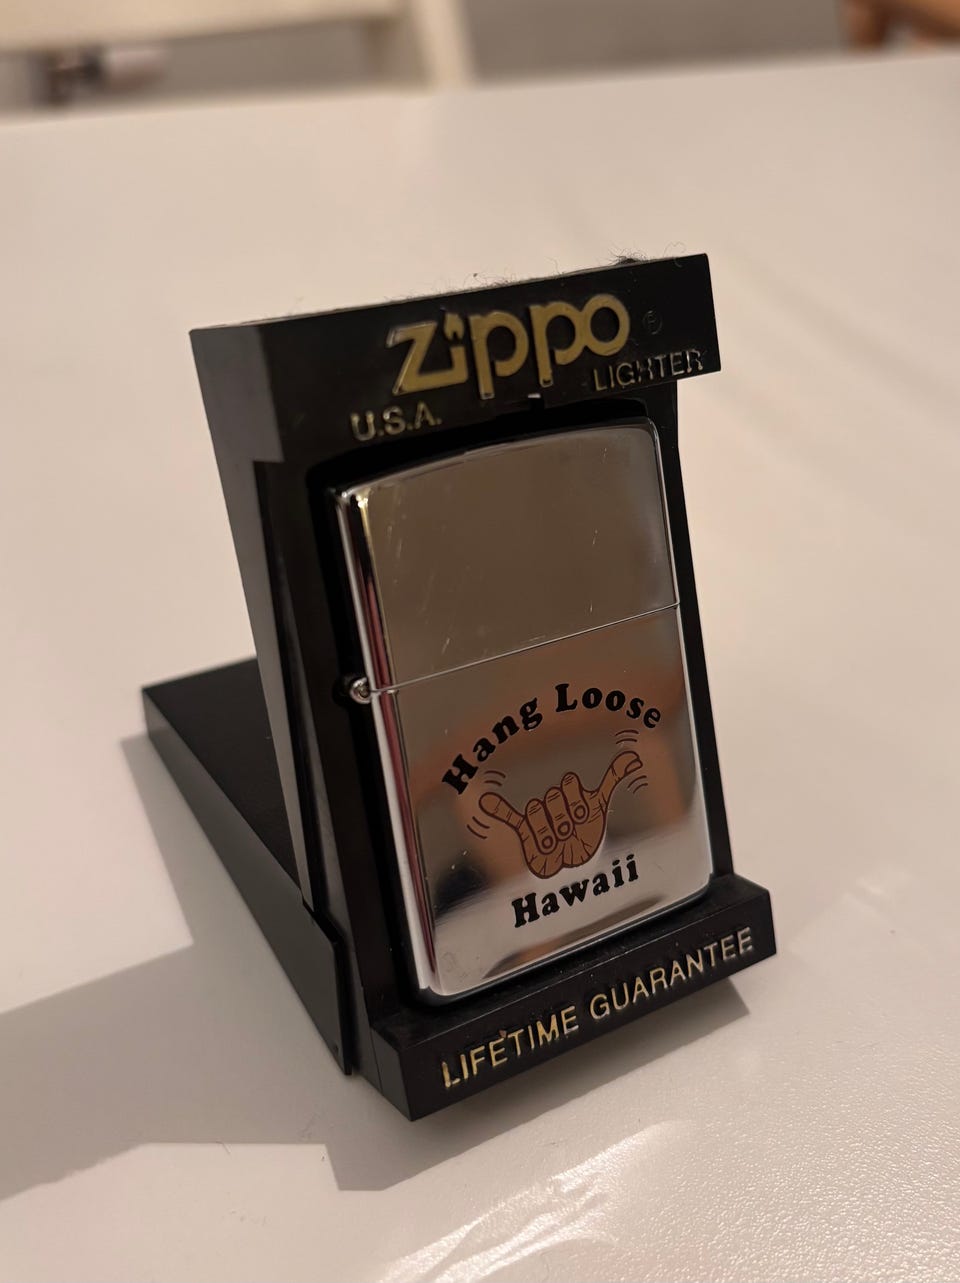 Zippo ®
LIGHTER
U.S.A.
Hang Loose
Hawaii
LIFETIME GUARANTEE